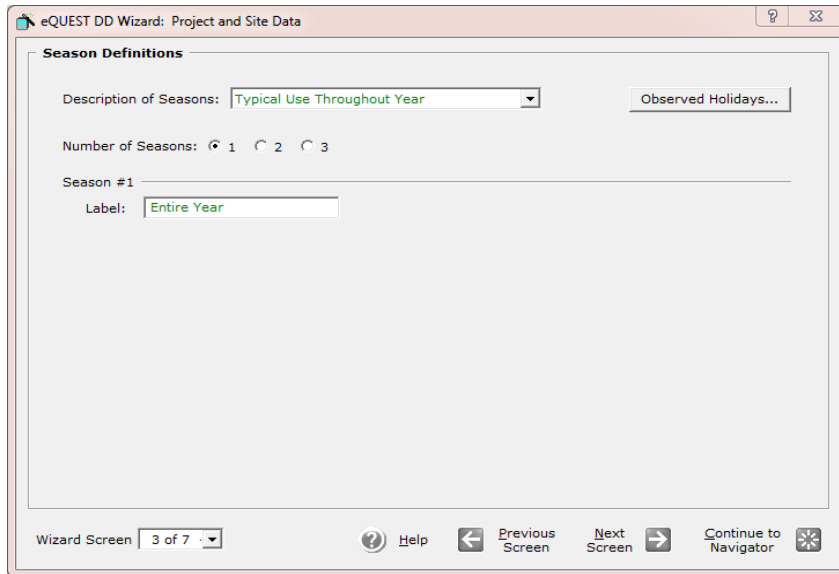 eQUEST DD Wizard: Project and Site Data
Season Definitions
Description of Seasons: Typical Use Throughout Year Observed Holidays...
Number of Seasons: 1 2 3
Season #1
Label: Entire Year
Wizard Screen 3 of 7 Help Previous Screen Next Screen Continue to Navigator